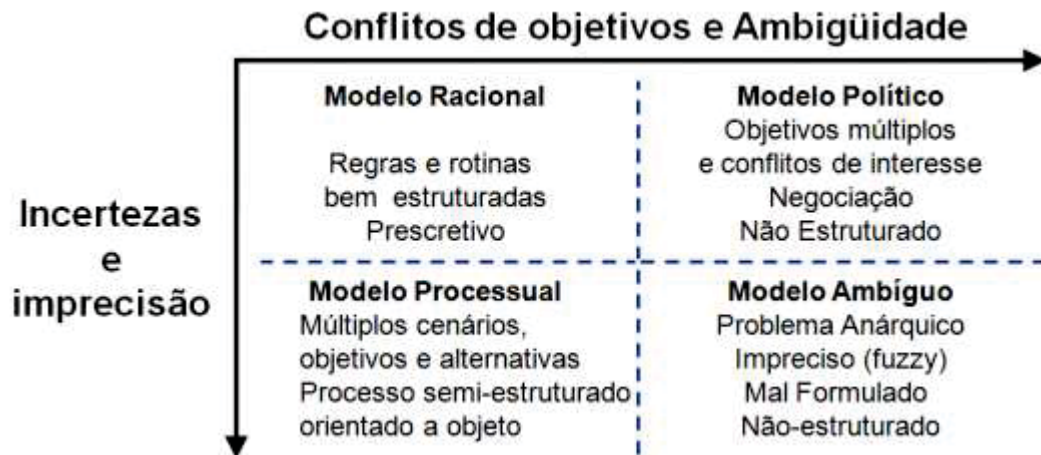 Conflitos de objetivos e Ambigüidade
Incertezas
e
imprecisão
Modelo Racional
Regras e rotinas
bem estruturadas
Prescretivo
Modelo Político
Objetivos múltiplos
e conflitos de interesse
Negociação
Não Estruturado
Modelo Processual
Múltiplos cenários,
objetivos e alternativas
Processo semi-estruturado
orientado a objeto
Modelo Ambíguo
Problema Anárquico
Impreciso (fuzzy)
Mal Formulado
Não-estruturado